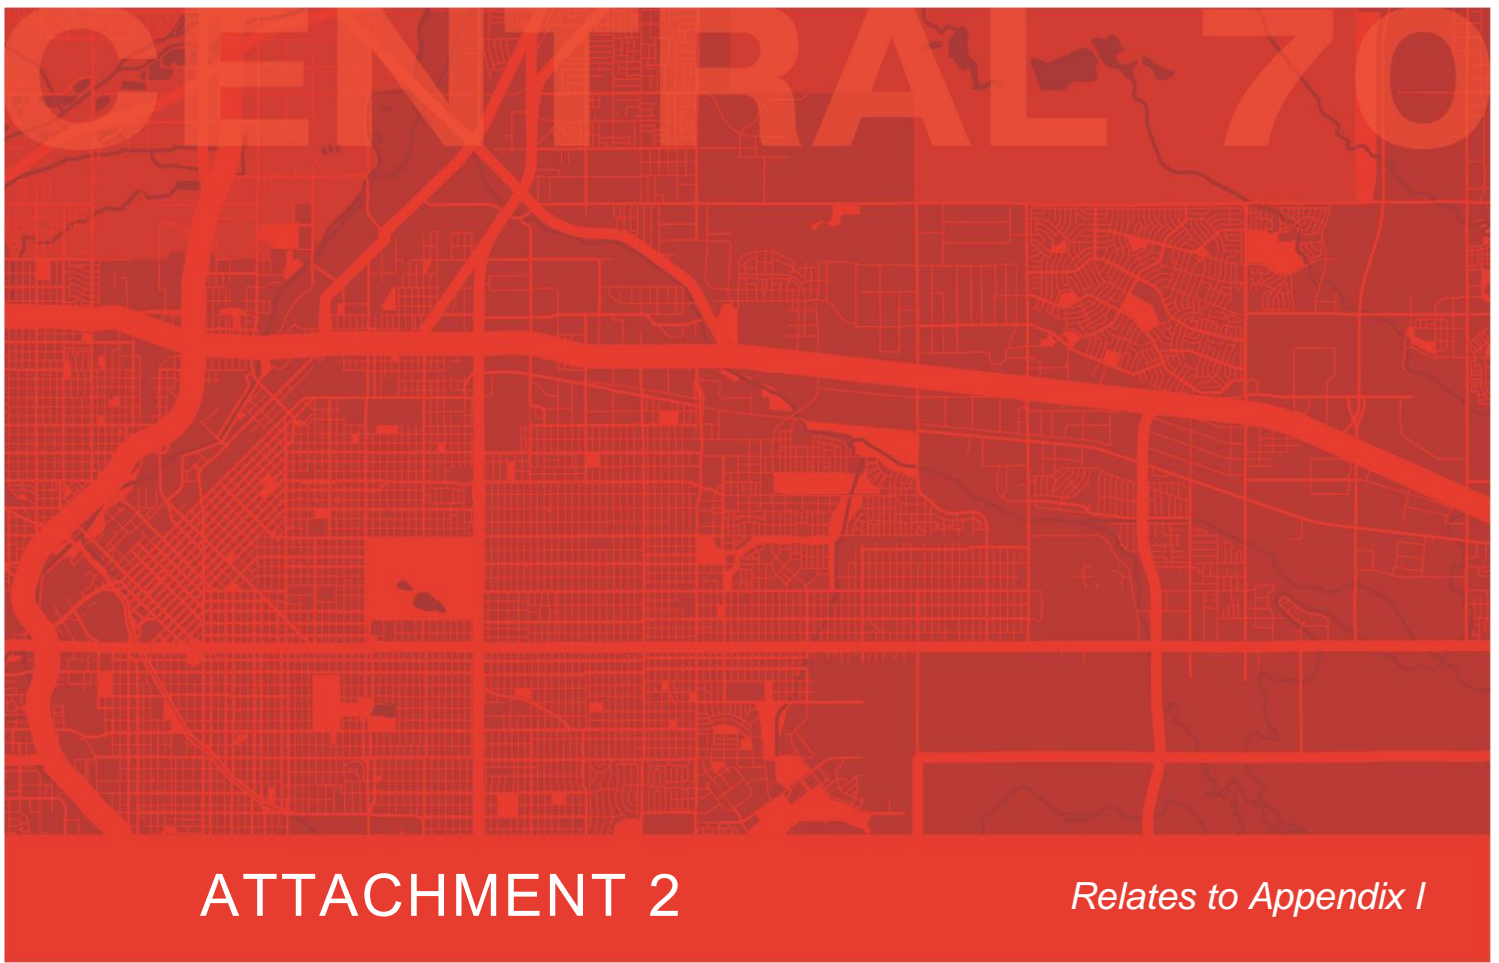 CENTRAL 70
ATTACHMENT 2
Relates to Appendix I